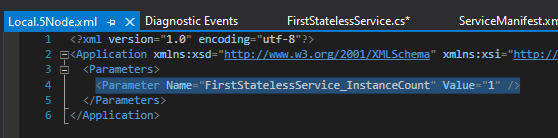 Local.5Node.xml Diagnostic Events FirstStatelessService.cs* ServiceManifest.xm
1 <?xml version="1.0" encoding="utf-8"?>
2 <Application xmlns:xsd="http://www.w3.org/2001/XMLSchema" xmlns:xsi="http://
3 <Parameters>
4 <Parameter Name="FirstStatelessService_InstanceCount" Value="1" />
5 </Parameters>
6 </Application>